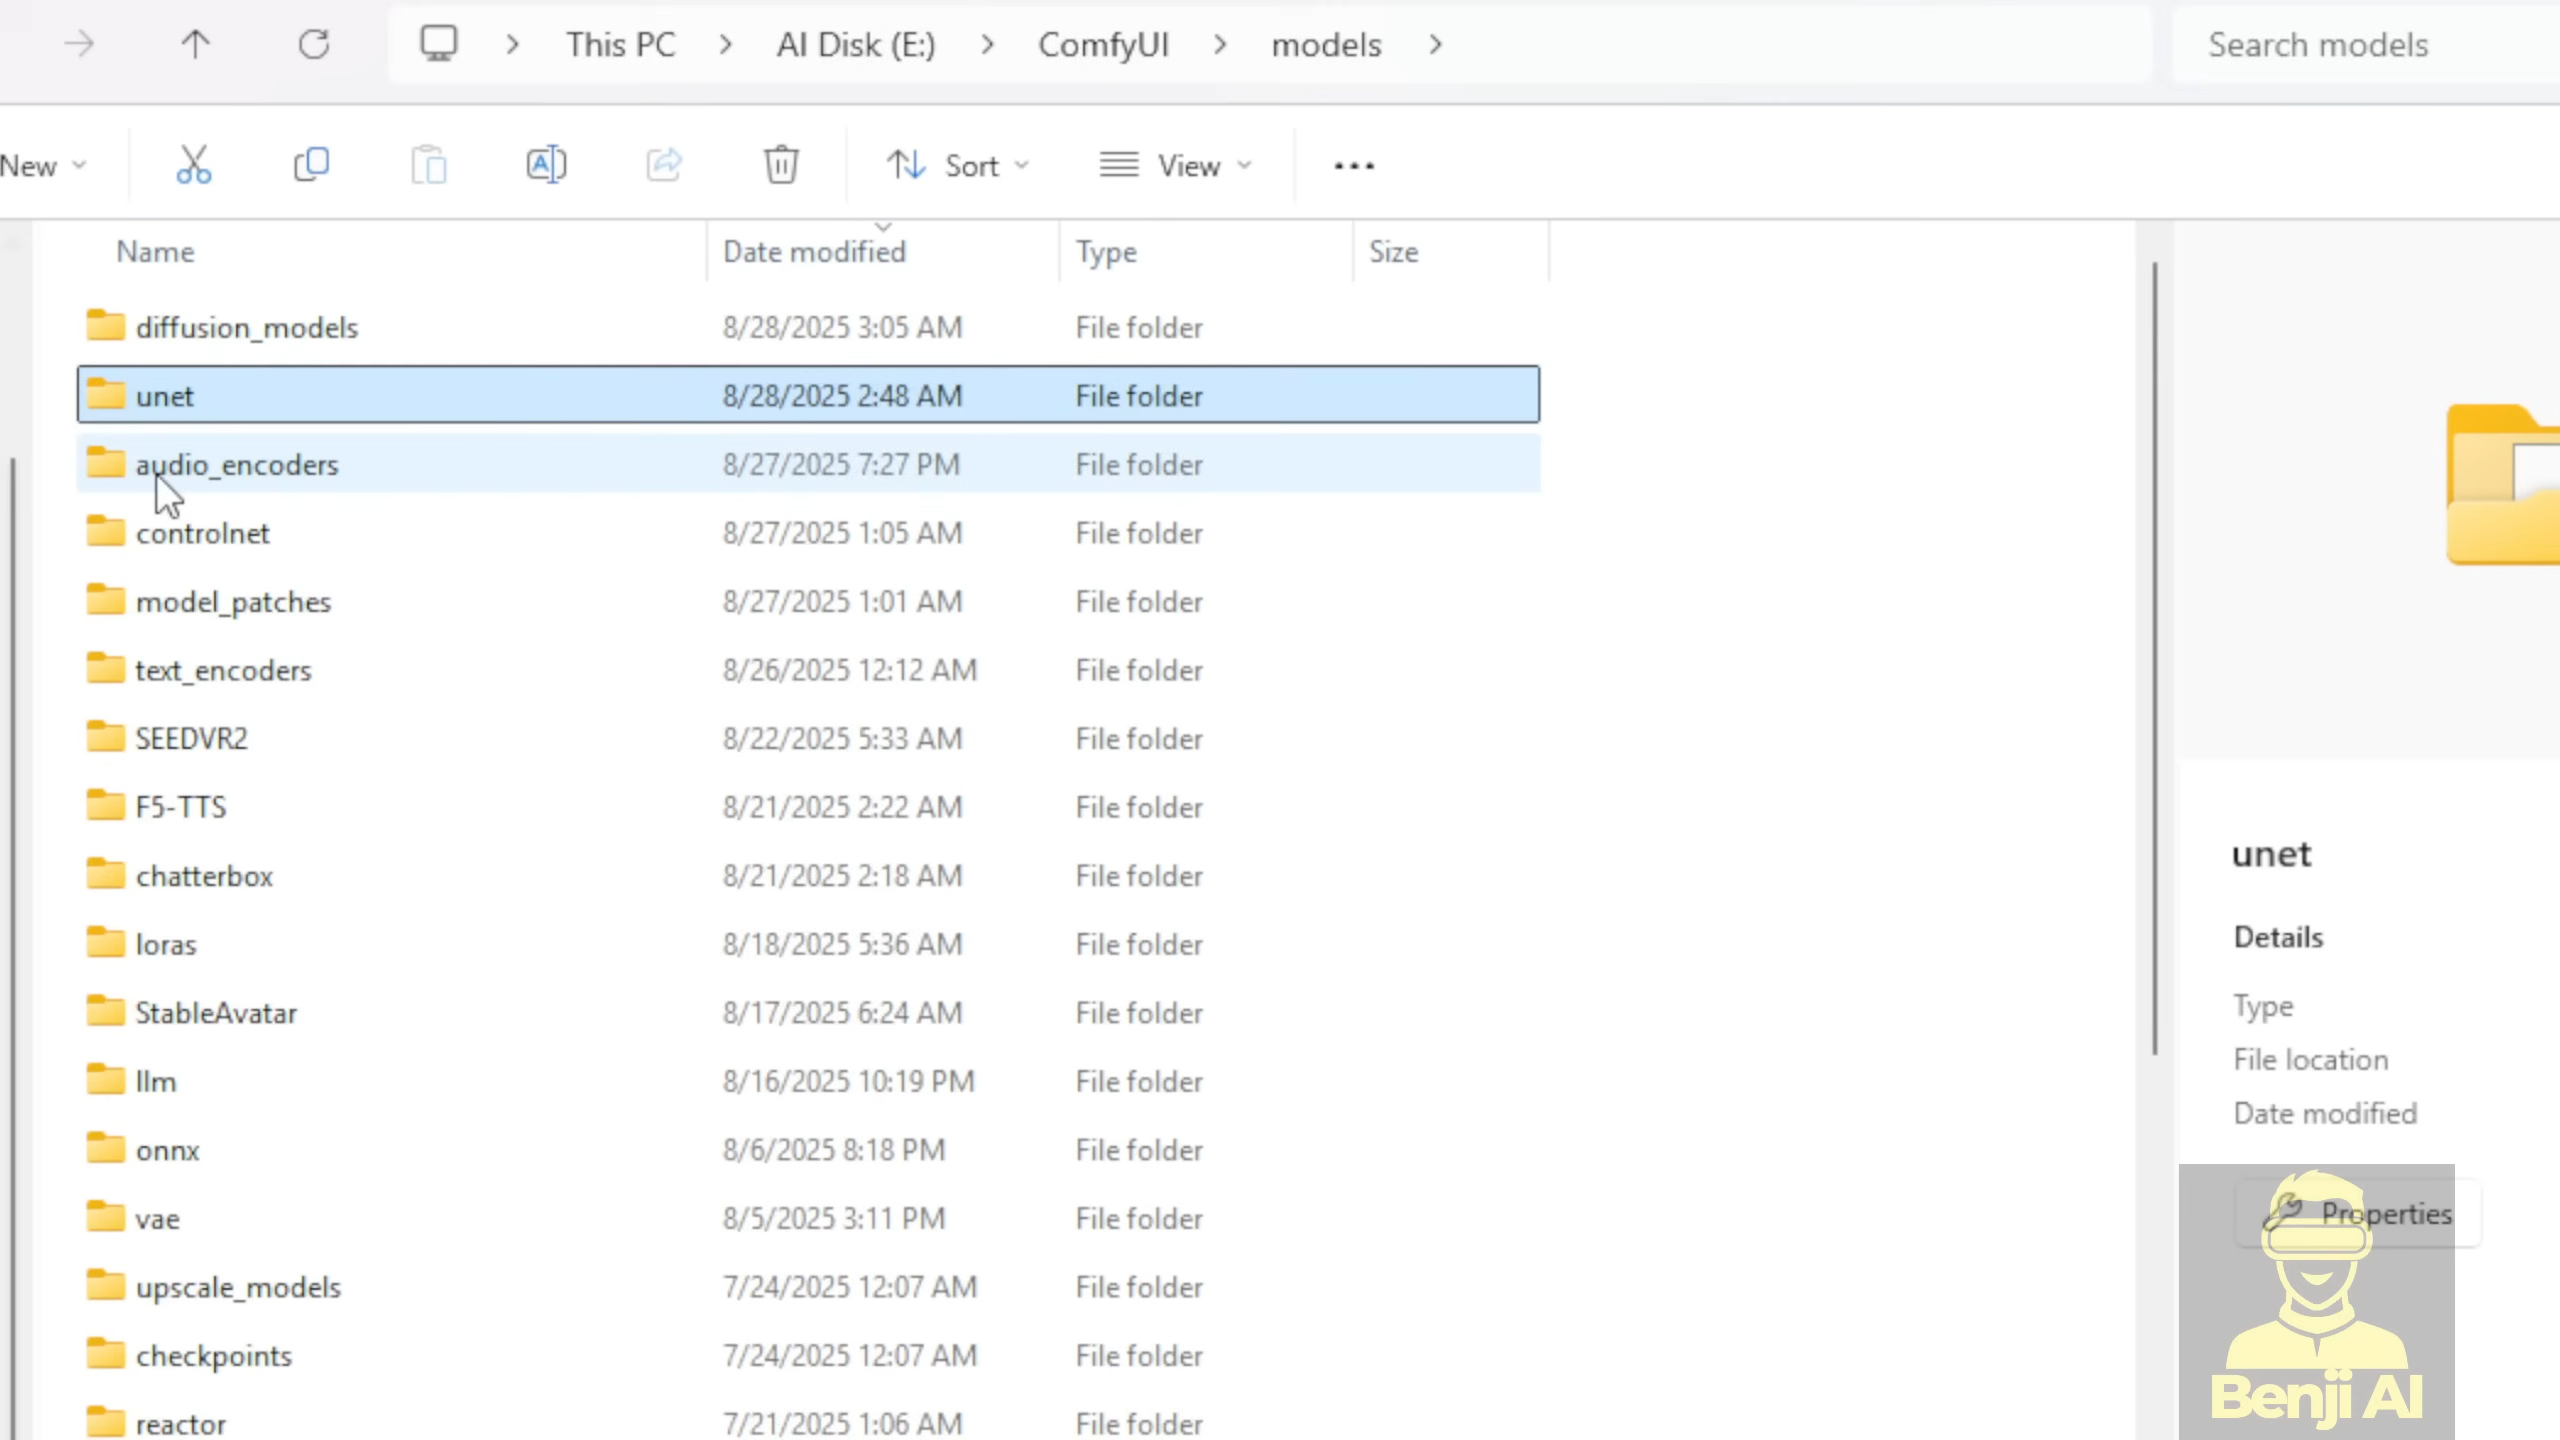 This PC > AI Disk (E:) > ComfyUI > models >
Search models
New
Sort
View
Name Date modified Type Size
diffusion_models 8/28/2025 3:05 AM File folder
unet 8/28/2025 2:48 AM File folder
audio_encoders 8/27/2025 7:27 PM File folder
controlnet 8/27/2025 1:05 AM File folder
model_patches 8/27/2025 1:01 AM File folder
text_encoders 8/26/2025 12:12 AM File folder
SEEDVR2 8/22/2025 5:33 AM File folder
F5-TTS 8/21/2025 2:22 AM File folder
chatterbox 8/21/2025 2:18 AM File folder
loras 8/18/2025 5:36 AM File folder
StableAvatar 8/17/2025 6:24 AM File folder
llm 8/16/2025 10:19 PM File folder
onnx 8/6/2025 8:18 PM File folder
vae 8/5/2025 3:11 PM File folder
upscale_models 7/24/2025 12:07 AM File folder
checkpoints 7/24/2025 12:07 AM File folder
reactor 7/21/2025 1:06 AM File folder
unet
Details
Type
File location
Date modified
Properties
Benji AI